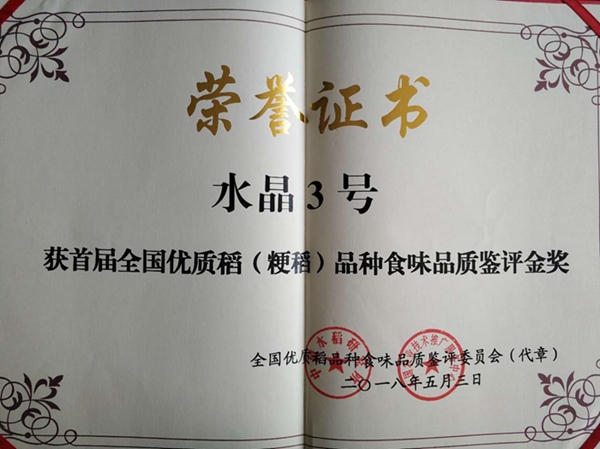 荣誉证书
水晶3号
获首届全国优质稻（粳稻）品种食味品质鉴评金奖
全国优质稻品种食味品质鉴评委员会（代章）
二〇一八年五月三日